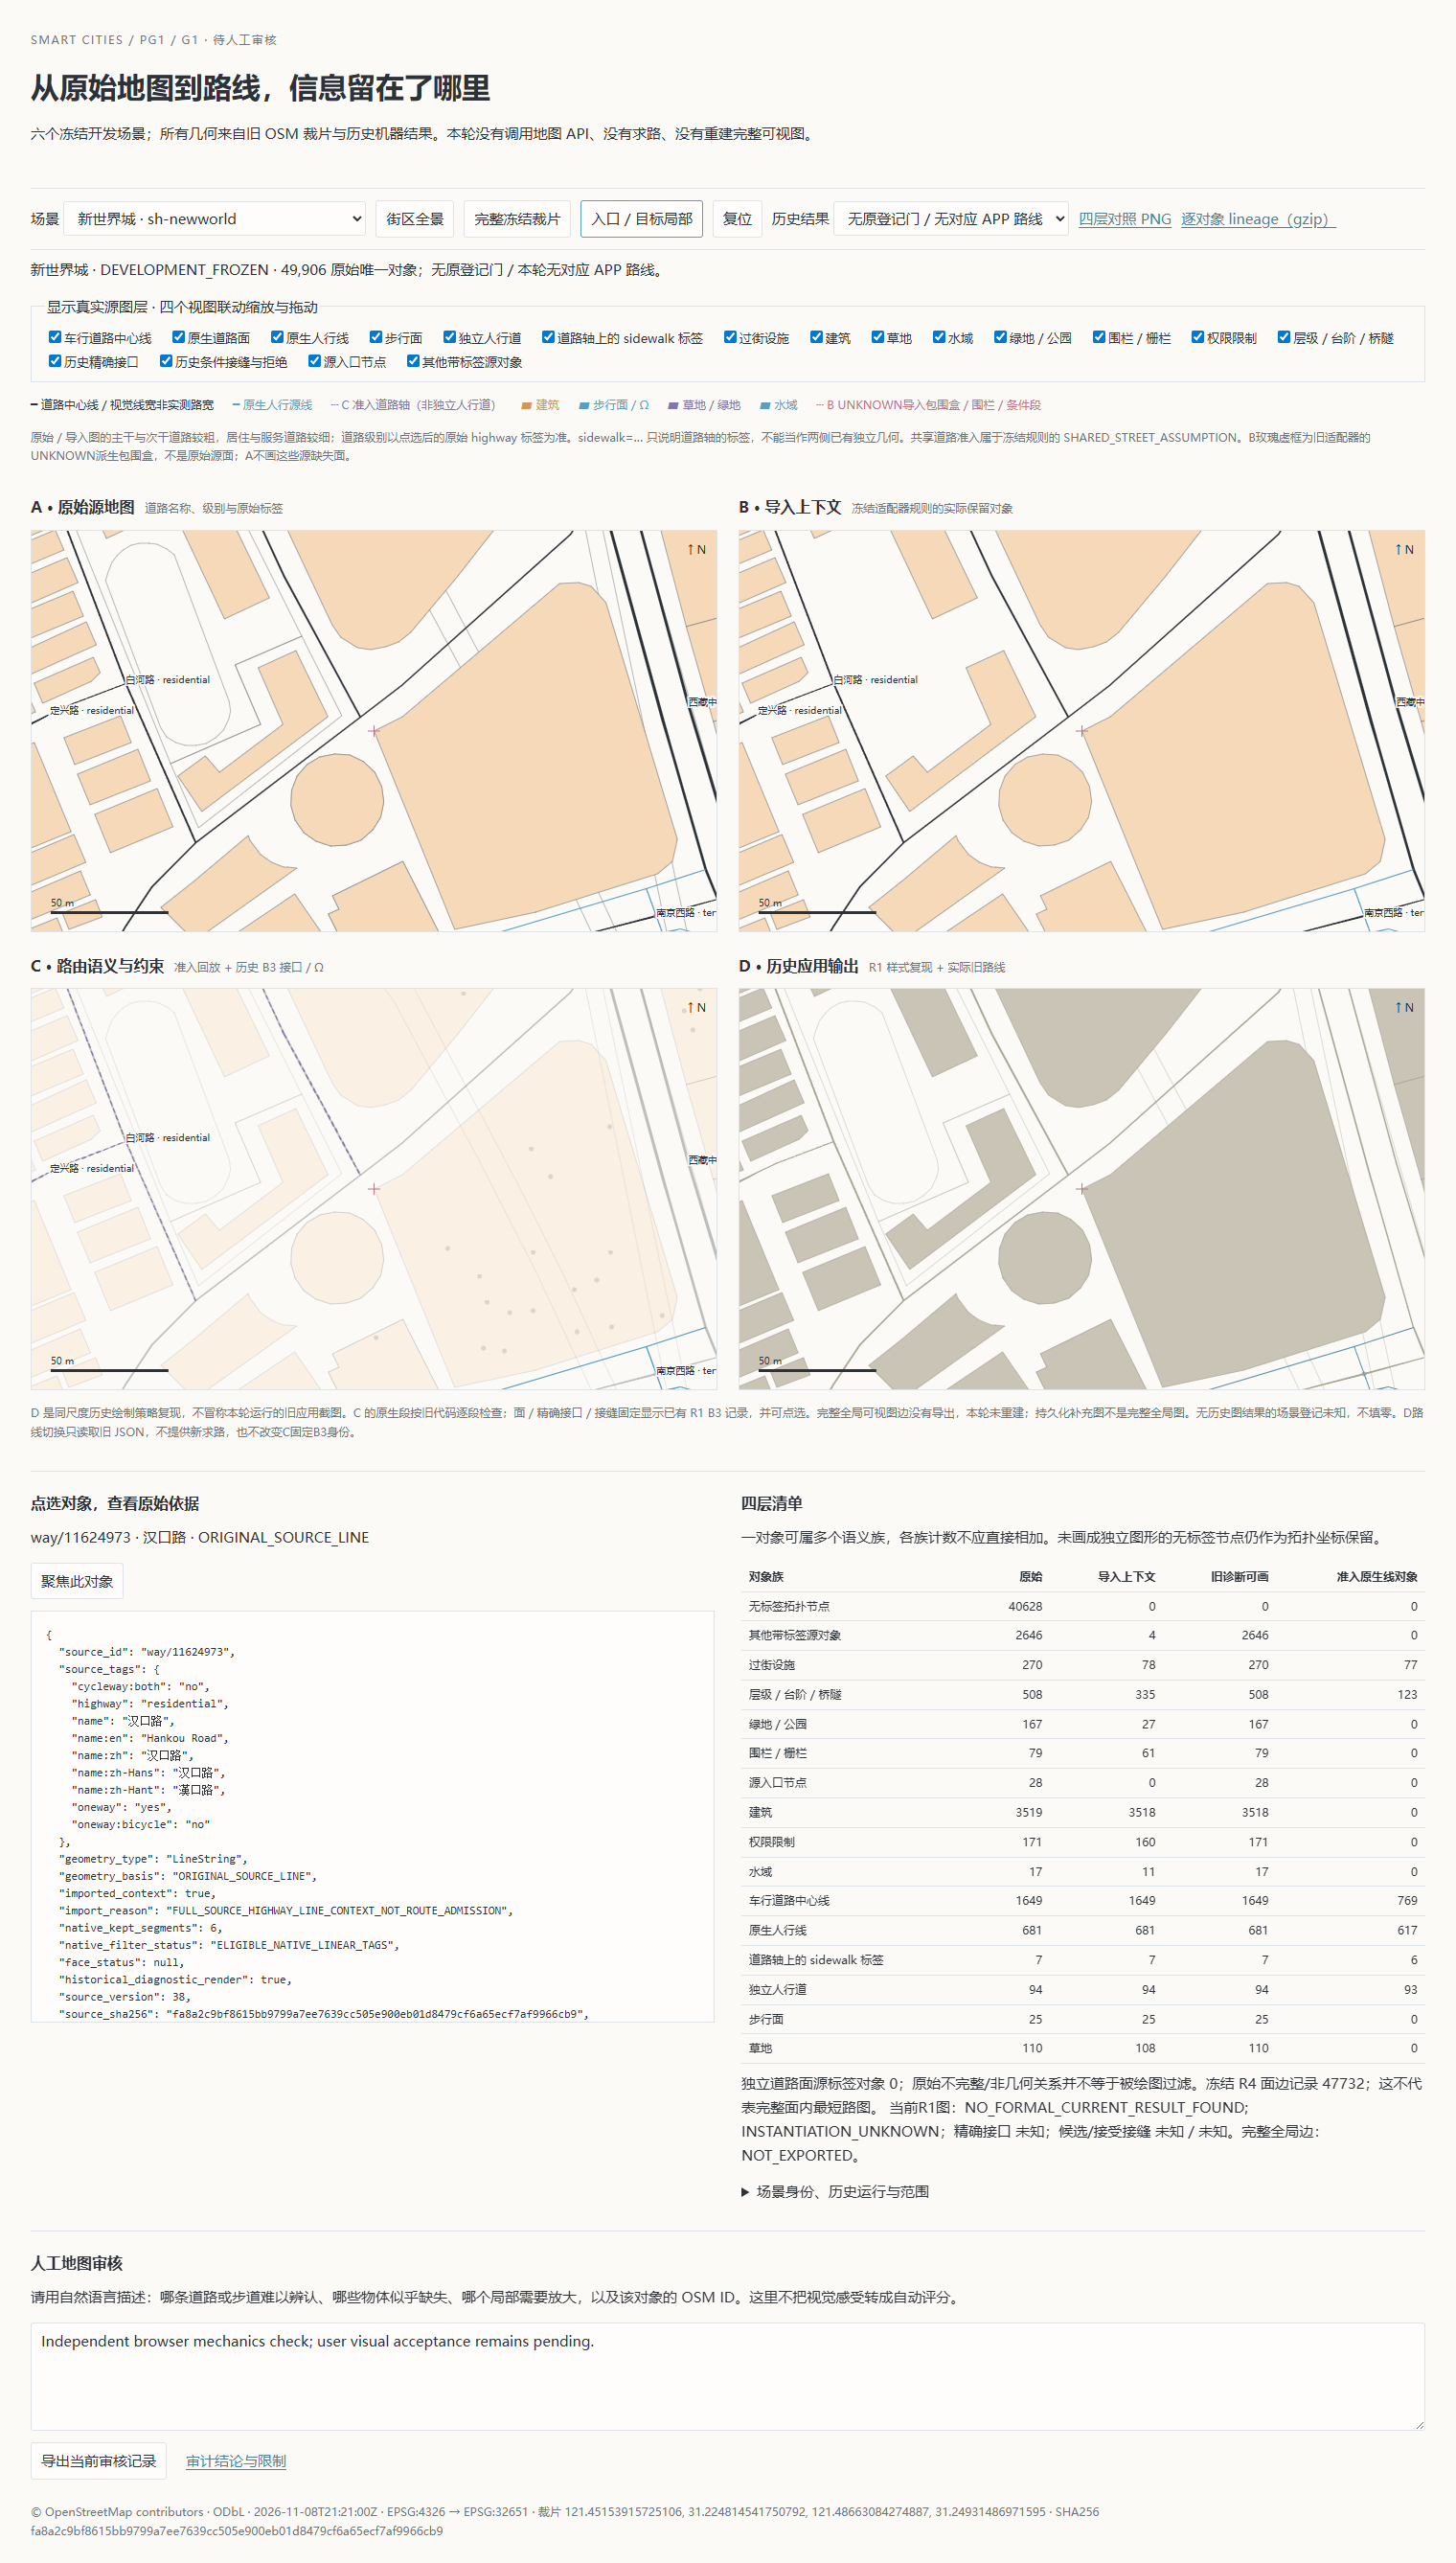 SMART CITIES / PG1 / G1 · 待人工审核
从原始地图到路线，信息留在了哪里
六个冻结开发场景；所有几何来自旧 OSM 裁片与历史机器结果。本轮没有调用地图 API、没有求路、没有重建完整可视图。
场景 新世界城 · sh-newworld 街区全景 完整冻结裁片 入口 / 目标局部 复位 历史结果 无原登记门 / 无对应 APP 路线 四层对照 PNG 逐对象 lineage（gzip）
新世界城 · DEVELOPMENT_FROZEN · 49,906 原始唯一对象；无原登记门 / 本轮无对应 APP 路线。
显示真实源图层 · 四个视图联动缩放与拖动
车行道路中心线 原生道路面 原生人行线 步行面 独立人行道 道路轴上的 sidewalk 标签 过街设施 建筑 草地 水域 绿地 / 公园 围栏 / 栅栏 权限限制 层级 / 台阶 / 桥隧
历史精确接口 历史条件接缝与拒绝 源入口节点 其他带标签源对象
━ 道路中心线 / 视觉线宽非实测路宽 ━ 原生人行源线 ┄ C 准入道路轴（非独立人行道） ▰ 建筑 ▰ 步行面 / Ω ▰ 草地 / 绿地 ▰ 水域 ┄ B UNKNOWN导入包围盒 / 围栏 / 条件段
原始 / 导入图的主干与次干道路较粗，居住与服务道路较细；道路级别以点选后的原始 highway 标签为准。sidewalk=… 只说明道路轴的标签，不能当作两侧已有独立几何。共享道路准入属于冻结规则的 SHARED_STREET_ASSUMPTION。B玫瑰虚框为旧适配器的
UNKNOWN派生包围盒，不是原始源面；A不画这些源缺失面。
A • 原始源地图 道路名称、级别与原始标签
↑ N
白河路 · residential
定兴路 · residential
西藏中
50 m
南京西路 · ter
B • 导入上下文 冻结适配器规则的实际保留对象
↑ N
白河路 · residential
定兴路 · residential
西藏中
50 m
南京西路 · ter
C • 路由语义与约束 准入回放 + 历史 B3 接口 / Ω
↑ N
白河路 · residential
定兴路 · residential
西藏中
50 m
南京西路 · ter
D • 历史应用输出 R1 样式复现 + 实际旧路线
↑ N
50 m
D 是同尺度历史绘制策略复现，不冒称本轮运行的旧应用截图。C 的原生段按旧代码逐段检查；面 / 精确接口 / 接缝固定显示已有 R1 B3 记录，并可点选。完整全局可视图边没有导出，本轮未重建；持久化补充图不是完整全局图。无历史图结果的场景登记未知，不填零。D路
线切换只读取旧 JSON，不提供新求路，也不改变C固定B3身份。
点选对象，查看原始依据
way/11624973 · 汉口路 · ORIGINAL_SOURCE_LINE
聚焦此对象
{
"source_id": "way/11624973",
"source_tags": {
"cycleway:both": "no",
"highway": "residential",
"name": "汉口路",
"name:en": "Hankou Road",
"name:zh": "汉口路",
"name:zh-Hans": "汉口路",
"name:zh-Hant": "漢口路",
"oneway": "yes",
"oneway:bicycle": "no"
},
"geometry_type": "LineString",
"geometry_basis": "ORIGINAL_SOURCE_LINE",
"imported_context": true,
"import_reason": "FULL_SOURCE_HIGHWAY_LINE_CONTEXT_NOT_ROUTE_ADMISSION",
"native_kept_segments": 6,
"native_filter_status": "ELIGIBLE_NATIVE_LINEAR_TAGS",
"face_status": null,
"historical_diagnostic_render": true,
"source_version": 38,
"source_sha256": "fa8a2c9bf8615bb9799a7ee7639cc505e900eb01d8479cf6a65ecf7af9966cb9",
四层清单
一对象可属多个语义族，各族计数不应直接相加。未画成独立图形的无标签节点仍作为拓扑坐标保留。
对象族 原始 导入上下文 旧诊断可画 准入原生线对象
无标签拓扑节点 40628 0 0 0
其他带标签源对象 2646 4 2646 0
过街设施 270 78 270 77
层级 / 台阶 / 桥隧 508 335 508 123
绿地 / 公园 167 27 167 0
围栏 / 栅栏 79 61 79 0
源入口节点 28 0 28 0
建筑 3519 3518 3518 0
权限限制 171 160 171 0
水域 17 11 17 0
车行道路中心线 1649 1649 1649 769
原生人行线 681 681 681 617
道路轴上的 sidewalk 标签 7 7 7 6
独立人行道 94 94 94 93
步行面 25 25 25 0
草地 110 108 110 0
独立道路面源标签对象 0；原始不完整/非几何关系并不等于被绘图过滤。冻结 R4 面边记录 47732；这不代
表完整面内最短路图。 当前R1图：NO_FORMAL_CURRENT_RESULT_FOUND;
INSTANTIATION_UNKNOWN；精确接口 未知；候选/接受接缝 未知 / 未知。完整全局边：
NOT_EXPORTED。
▶ 场景身份、历史运行与范围
人工地图审核
请用自然语言描述：哪条道路或步道难以辨认、哪些物体似乎缺失、哪个局部需要放大，以及该对象的 OSM ID。这里不把视觉感受转成自动评分。
Independent browser mechanics check; user visual acceptance remains pending.
导出当前审核记录 审计结论与限制
© OpenStreetMap contributors · ODbL · 2026-11-08T21:21:00Z · EPSG:4326 → EPSG:32651 · 裁片 121.45153915725106, 31.224814541750792, 121.48663084274887, 31.24931486971595 · SHA256
fa8a2c9bf8615bb9799a7ee7639cc505e900eb01d8479cf6a65ecf7af9966cb9